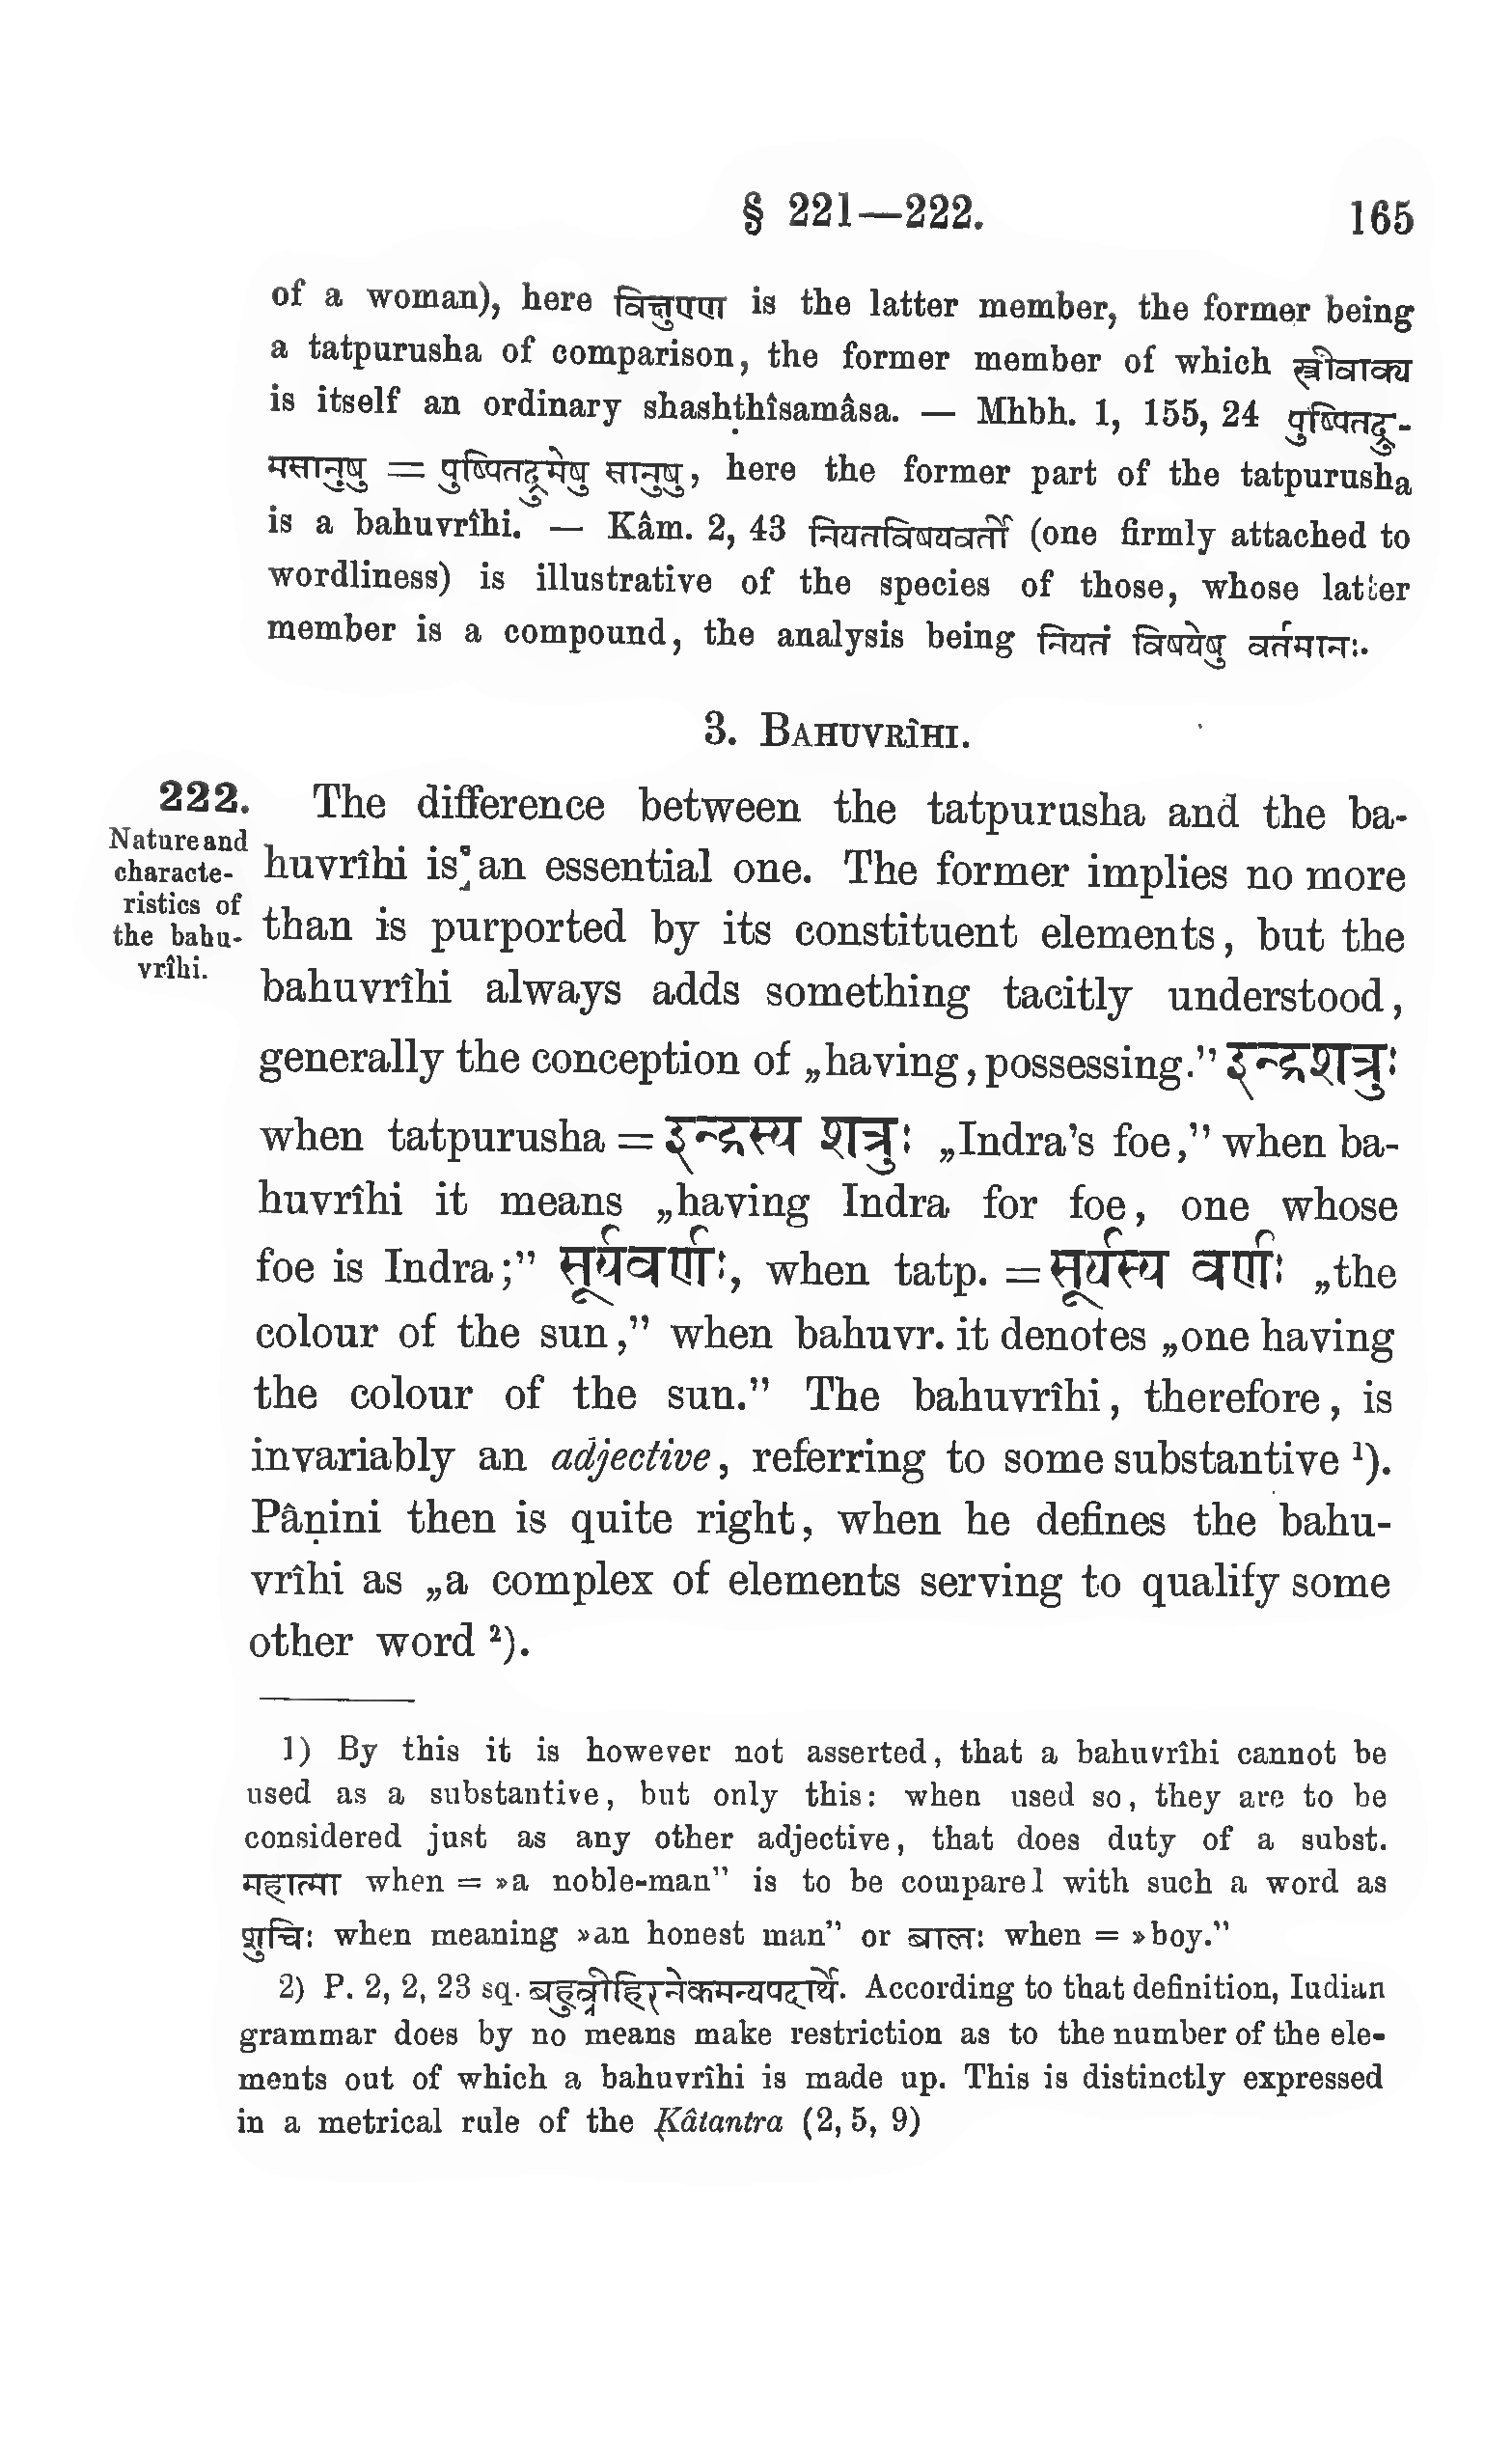 § 221—222. 165
of a woman), here वित्तुणण is the latter member, the former being
a tatpurusha of comparison, the former member of which स्त्रीवाक्य
is itself an ordinary shashṭhîsamâsa. — Mhbh. 1, 155, 24 पुष्पितद्रु-
मसानुषु = पुष्पितद्रुमेषु सानुषु, here the former part of the tatpurusha
is a bahuvrîhi. — Kâm. 2, 43 नियतविषयवर्ती (one firmly attached to
wordliness) is illustrative of the species of those, whose latter
member is a compound, the analysis being नियतं विषयेषु वर्तमानः.
3. BAHUVRÎHI.
222. The difference between the tatpurusha and the ba-
Nature and
characte-
ristics of
the bahu-
vrîhi.
huvrîhi is an essential one. The former implies no more
than is purported by its constituent elements, but the
bahuvrîhi always adds something tacitly understood,
generally the conception of „having, possessing.” इन्द्रशत्रुः
when tatpurusha = इन्द्रस्य शत्रुः „Indra’s foe,” when ba-
huvrîhi it means „having Indra for foe, one whose
foe is Indra;” सूर्यवर्णः, when tatp. = सूर्यस्य वर्णः „the
colour of the sun,” when bahuvr. it denotes „one having
the colour of the sun.” The bahuvrîhi, therefore, is
invariably an adjective, referring to some substantive ¹).
Pâṇini then is quite right, when he defines the bahu-
vrîhi as „a complex of elements serving to qualify some
other word ²).
1) By this it is however not asserted, that a bahuvrîhi cannot be
used as a substantive, but only this: when used so, they are to be
considered just as any other adjective, that does duty of a subst.
महात्मा when = »a noble-man” is to be compared with such a word as
शुचिः when meaning »an honest man” or बालः when = »boy.”
2) P. 2, 2, 23 sq. बहुव्रीहिरनेकमन्यपदार्थे. According to that definition, Indian
grammar does by no means make restriction as to the number of the ele-
ments out of which a bahuvrîhi is made up. This is distinctly expressed
in a metrical rule of the Kâtantra (2, 5, 9)